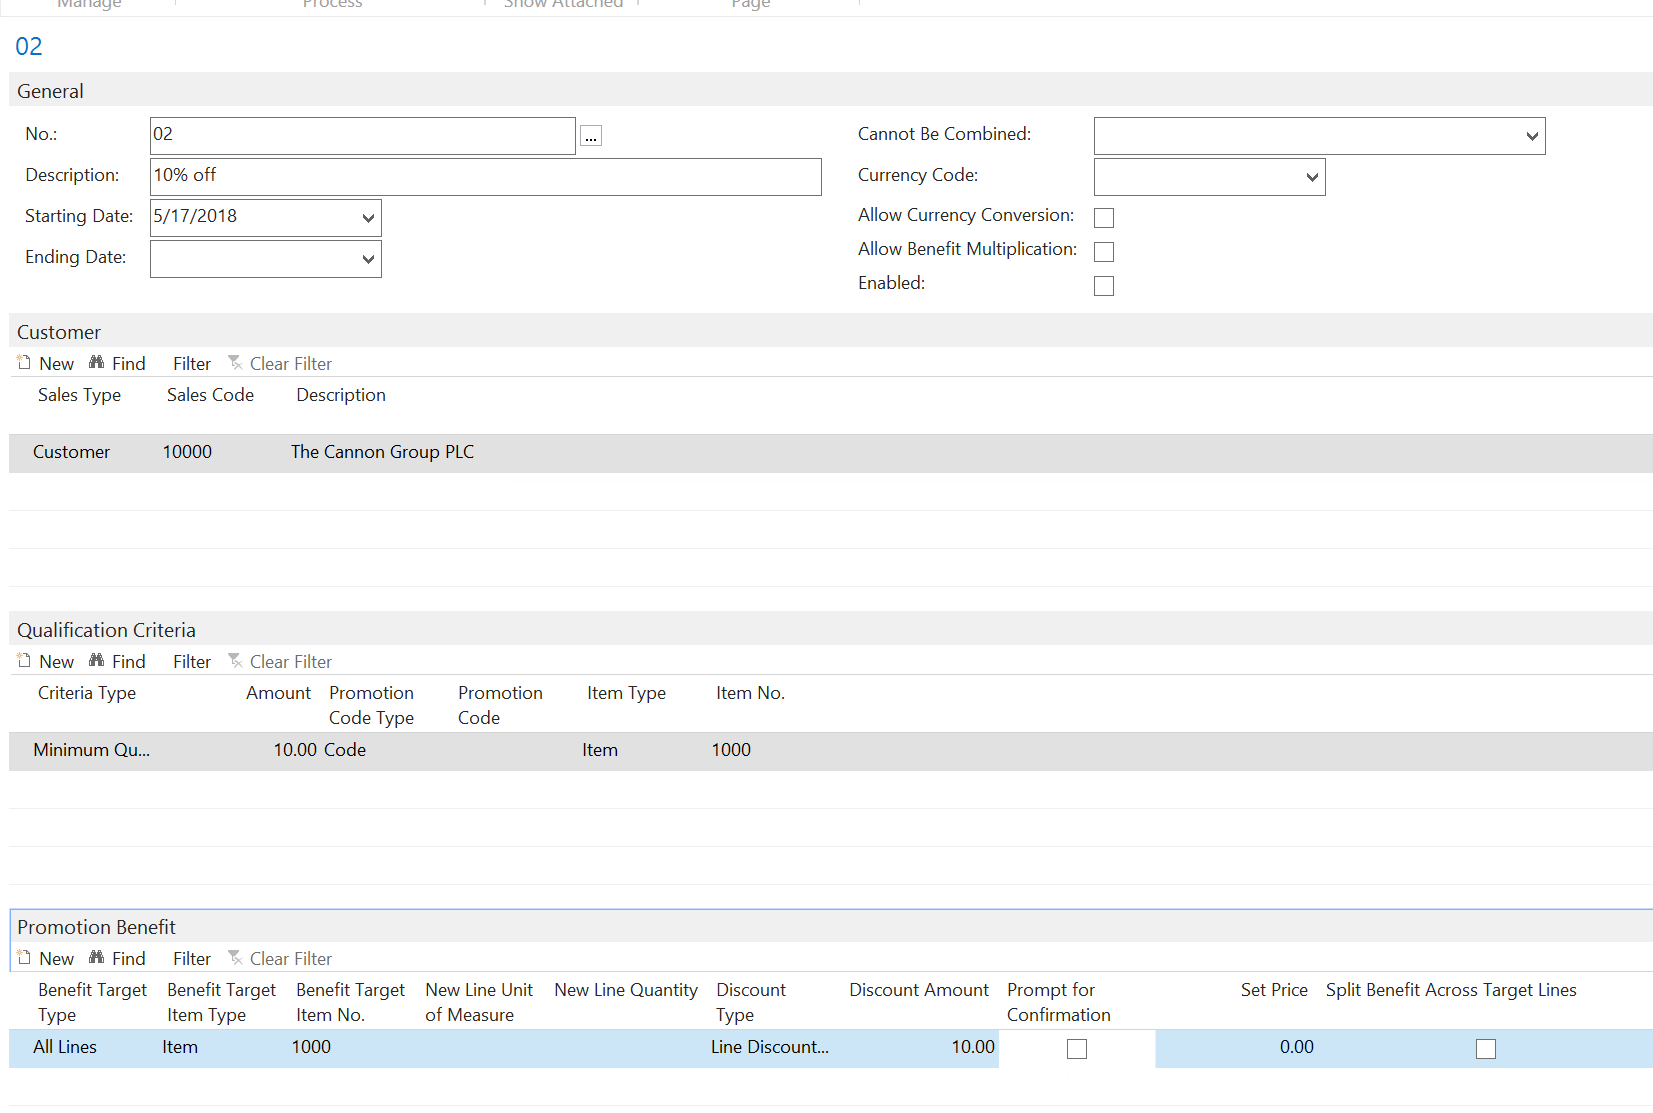 Manage Process Show Attached Page
02
General
No.: 02 ... Cannot Be Combined:
Description: 10% off Currency Code:
Starting Date: 5/17/2018 Allow Currency Conversion:
Ending Date: Allow Benefit Multiplication:
Enabled:
Customer
New Find Filter Clear Filter
Sales Type Sales Code Description
Customer 10000 The Cannon Group PLC
Qualification Criteria
New Find Filter Clear Filter
Criteria Type Amount Promotion Code Type Promotion Code Item Type Item No.
Minimum Qu... 10.00 Code Item 1000
Promotion Benefit
New Find Filter Clear Filter
Benefit Target Type Benefit Target Item Type Benefit Target Item No. New Line Unit of Measure New Line Quantity Discount Type Discount Amount Prompt for Confirmation Set Price Split Benefit Across Target Lines
All Lines Item 1000 Line Discount... 10.00 0.00